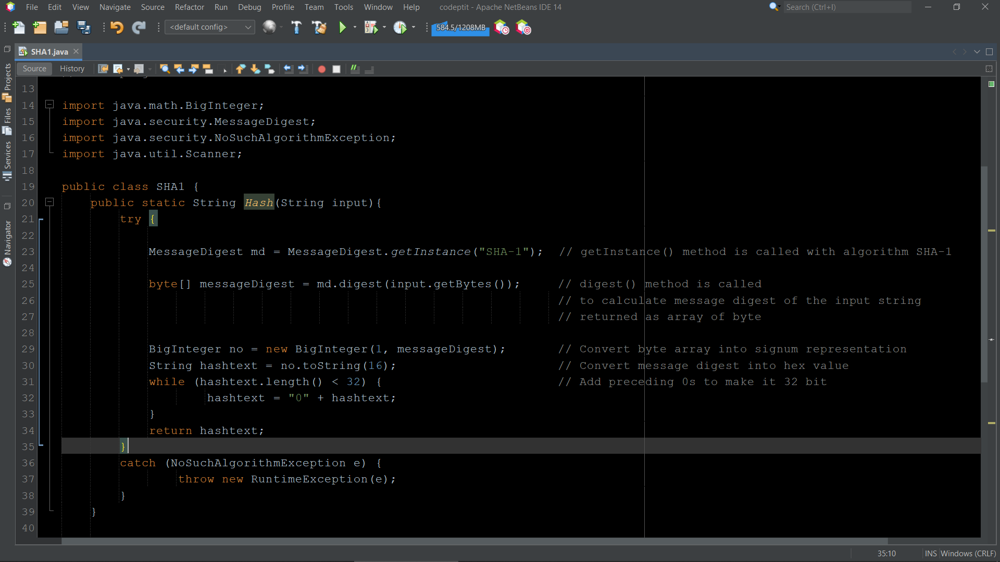 File Edit View Navigate Source Refactor Run Debug Profile Team Tools Window Help codeptit - Apache NetBeans IDE 14 Search (Ctrl+I)
<default config> 584.5/1208MB
SHA1.java
Source History
Projects
Files
Services
Navigator
13
14 import java.math.BigInteger;
15 import java.security.MessageDigest;
16 import java.security.NoSuchAlgorithmException;
17 import java.util.Scanner;
18
19 public class SHA1 {
20 public static String Hash(String input){
21 try {
22
23 MessageDigest md = MessageDigest.getInstance("SHA-1"); // getInstance() method is called with algorithm SHA-1
24
25 byte[] messageDigest = md.digest(input.getBytes()); // digest() method is called
26 // to calculate message digest of the input string
27 // returned as array of byte
28
29 BigInteger no = new BigInteger(1, messageDigest); // Convert byte array into signum representation
30 String hashtext = no.toString(16); // Convert message digest into hex value
31 while (hashtext.length() < 32) { // Add preceding 0s to make it 32 bit
32 hashtext = "0" + hashtext;
33 }
34 return hashtext;
35 }
36 catch (NoSuchAlgorithmException e) {
37 throw new RuntimeException(e);
38 }
39 }
40
35:10 INS Windows (CRLF)